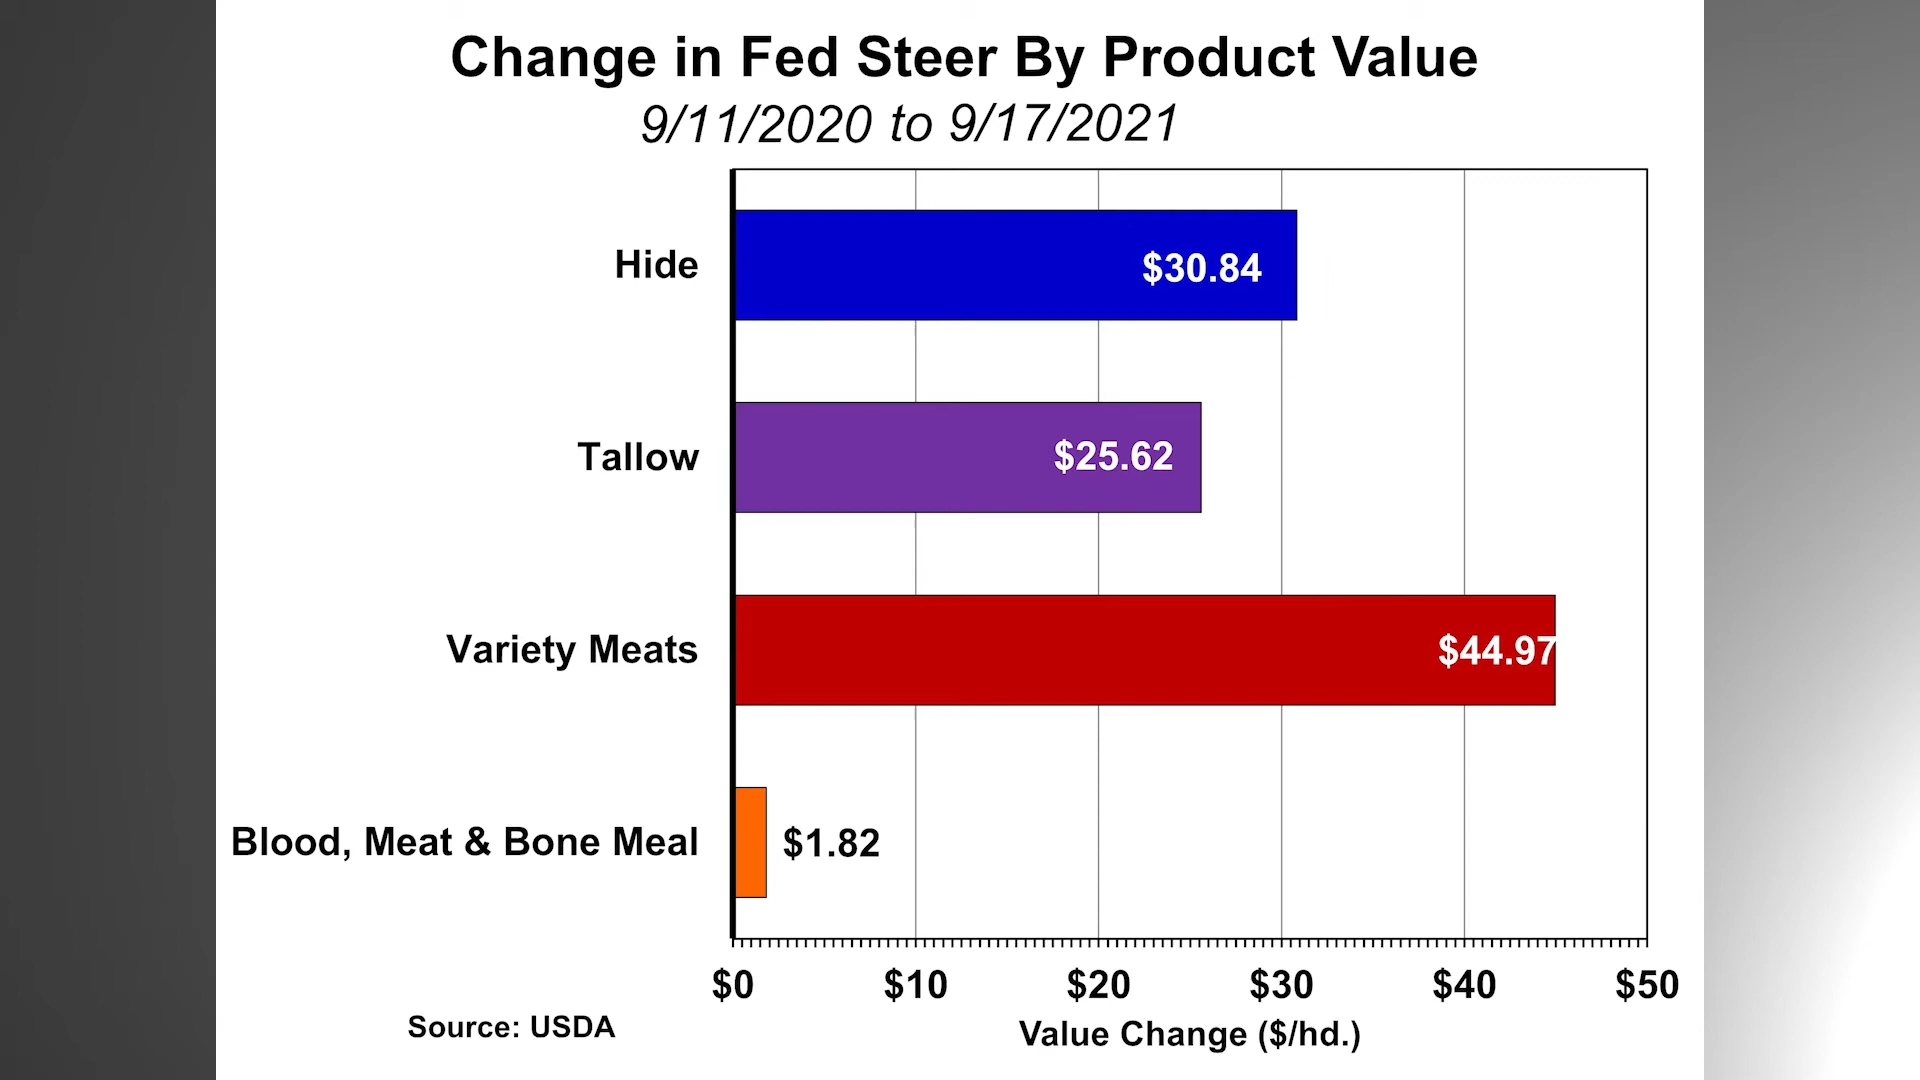 Change in Fed Steer By Product Value
9/11/2020 to 9/17/2021
Hide
$30.84
Tallow
$25.62
Variety Meats
$44.97
Blood, Meat & Bone Meal
$1.82
$0 $10 $20 $30 $40 $50
Value Change ($/hd.)
Source: USDA